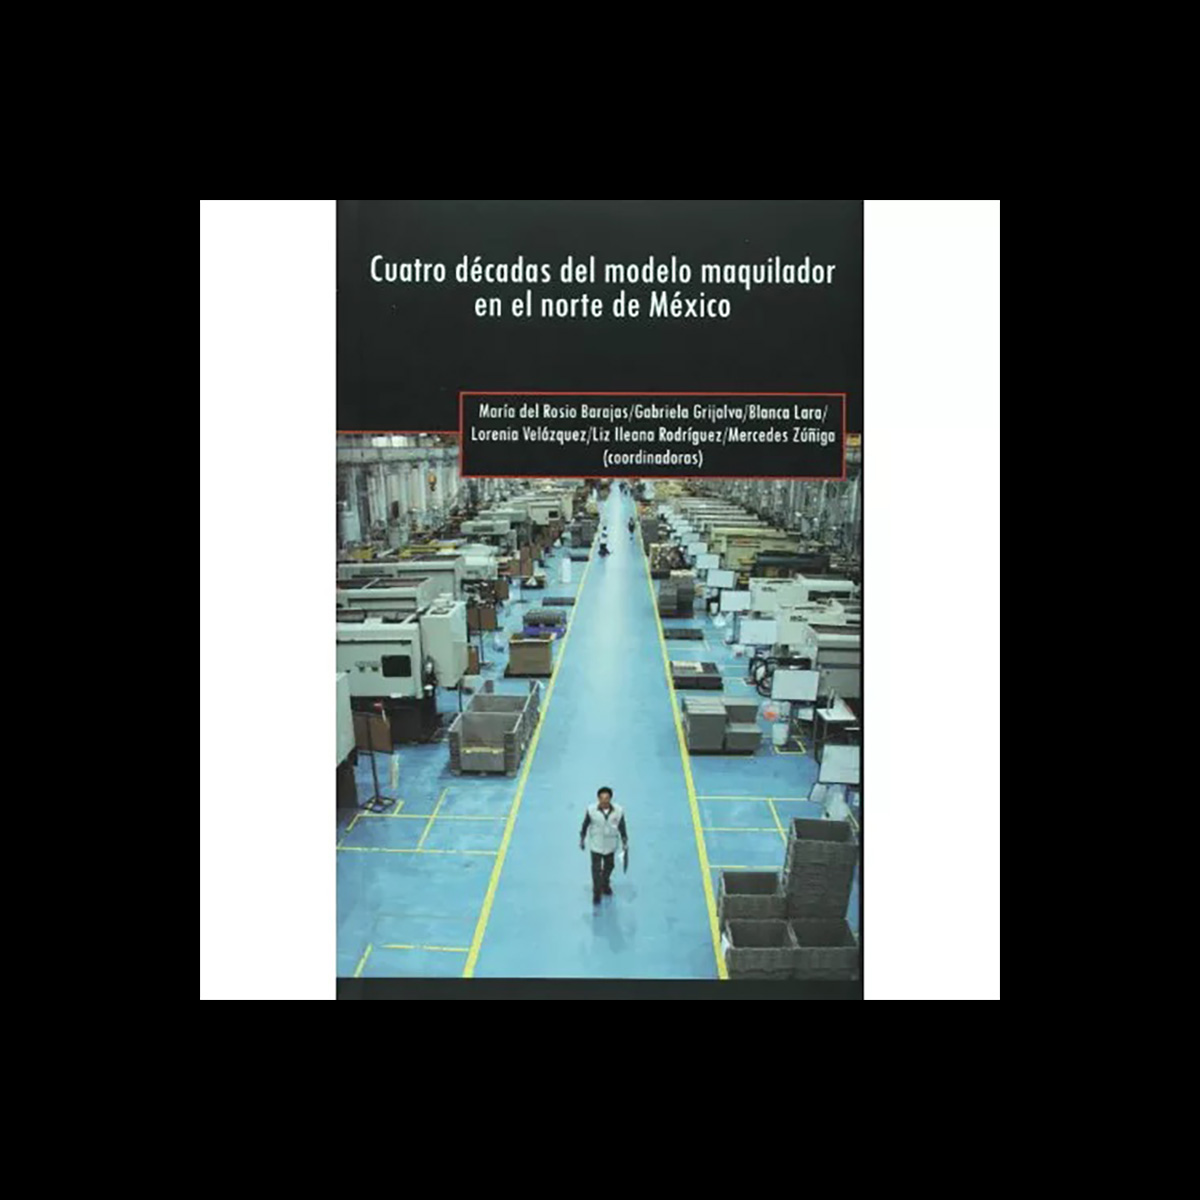 Cuatro décadas del modelo maquilador
en el norte de México
María del Rosio Barajas/Gabriela Grijalva/Blanca Lara/
Lorenia Velázquez/Liz Ileana Rodríguez/Mercedes Zúñiga
(coordinadoras)